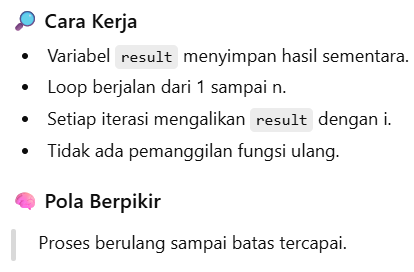 🔎 Cara Kerja
• Variabel result menyimpan hasil sementara.
• Loop berjalan dari 1 sampai n.
• Setiap iterasi mengalikan result dengan i.
• Tidak ada pemanggilan fungsi ulang.
🧠 Pola Berpikir
Proses berulang sampai batas tercapai.